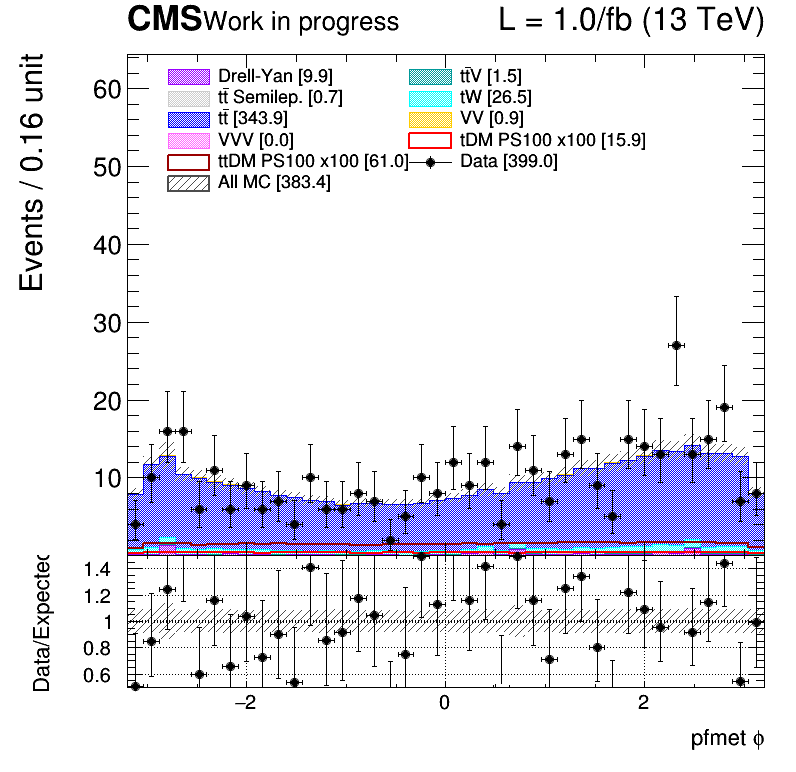 CMS Work in progress L = 1.0/fb (13 TeV)
Events / 0.16 unit
Drell-Yan [9.9] tt̄V [1.5]
tt̄ Semilep. [0.7] tW [26.5]
tt̄ [343.9] VV [0.9]
VVV [0.0] tDM PS100 x100 [15.9]
ttDM PS100 x100 [61.0] Data [399.0]
All MC [383.4]
60
50
40
30
20
10
Data/Expected
1.4
1.2
1
0.8
0.6
−2 0 2
pfmet ϕ